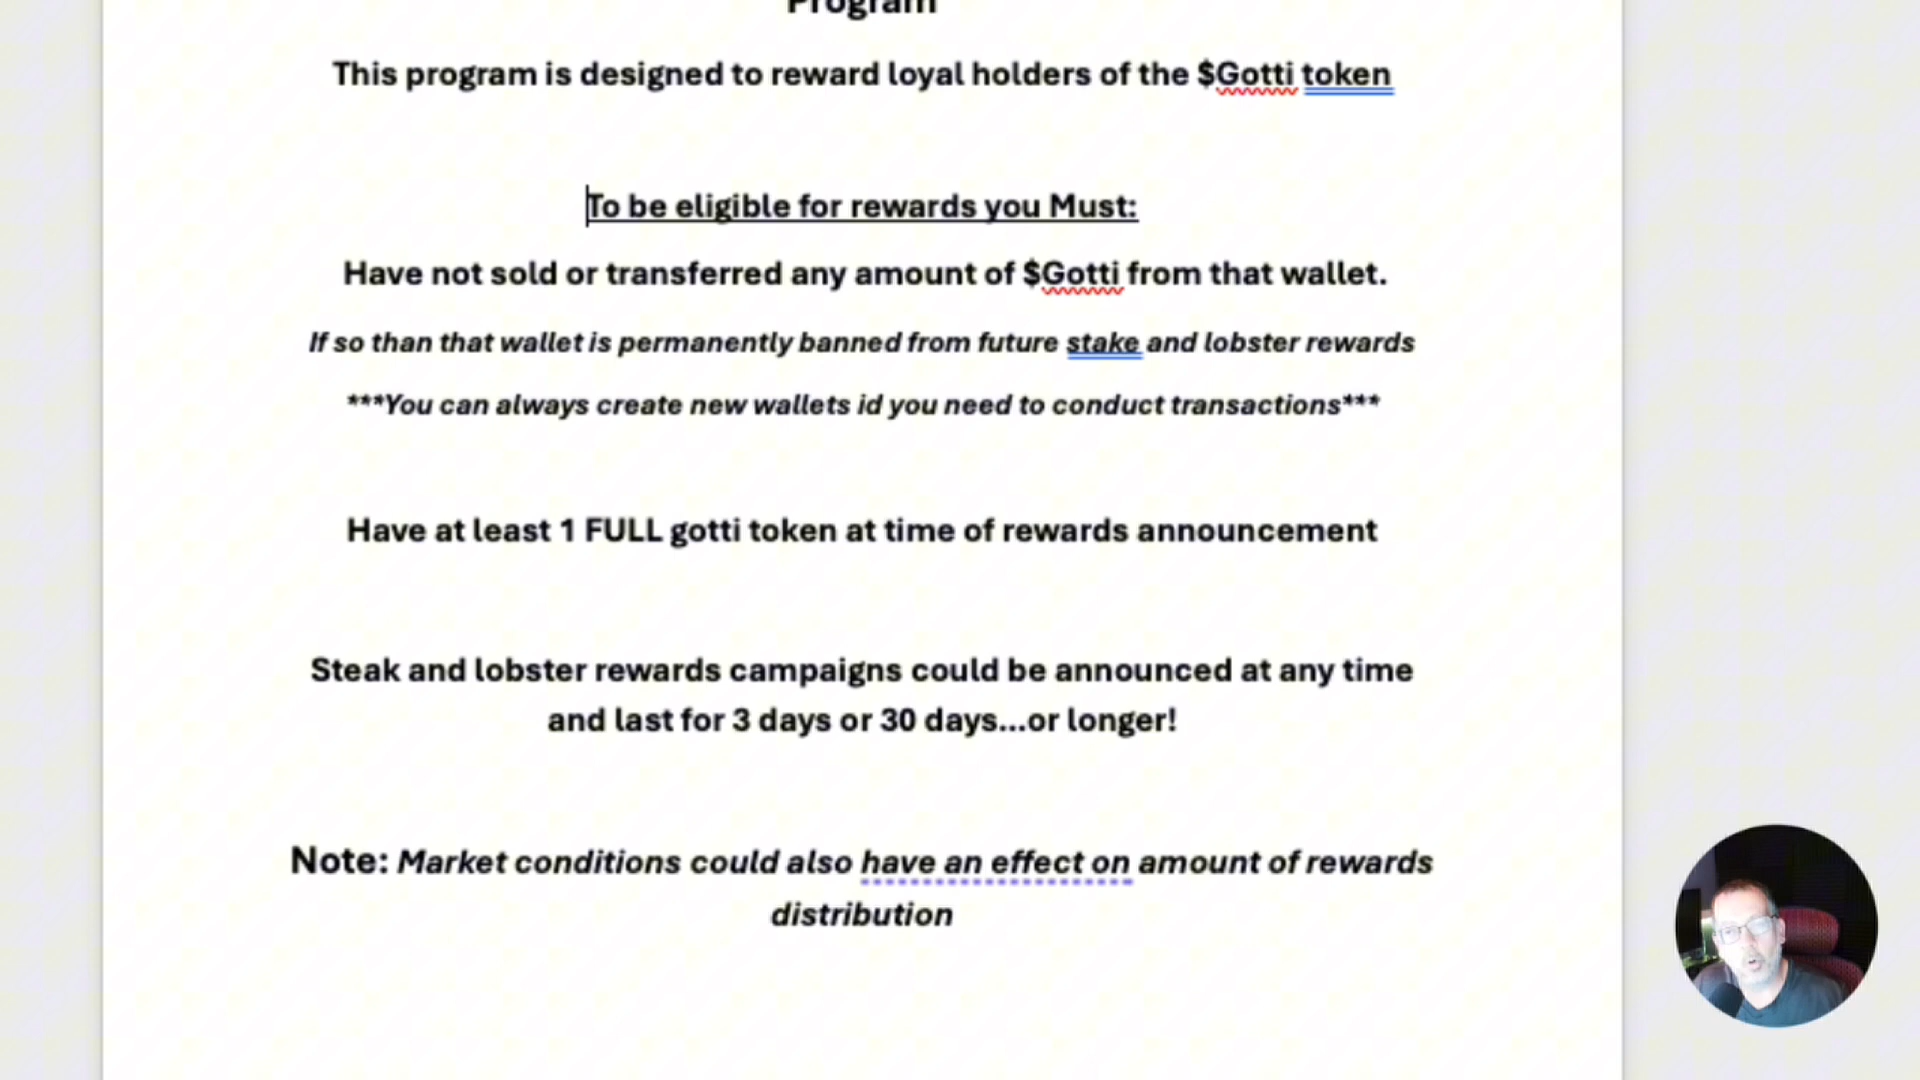 Program
This program is designed to reward loyal holders of the $Gotti token
To be eligible for rewards you Must:
Have not sold or transferred any amount of $Gotti from that wallet.
If so than that wallet is permanently banned from future stake and lobster rewards
***You can always create new wallets id you need to conduct transactions***
Have at least 1 FULL gotti token at time of rewards announcement
Steak and lobster rewards campaigns could be announced at any time
and last for 3 days or 30 days...or longer!
Note: Market conditions could also have an effect on amount of rewards
distribution